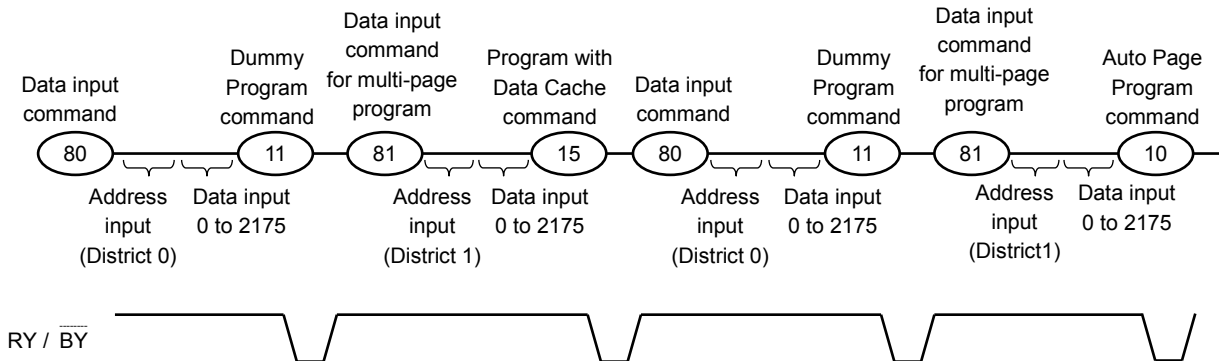 Data input
command
Dummy
Program
command
Data input
command
for multi-page
program
Program with
Data Cache
command
Data input
command
Dummy
Program
command
Data input
command
for multi-page
program
Auto Page
Program
command
80
11
81
15
80
11
81
10
Address
input
(District 0)
Data input
0 to 2175
Address
input
(District 1)
Data input
0 to 2175
Address
input
(District 0)
Data input
0 to 2175
Address
input
(District1)
Data input
0 to 2175
RY / BY